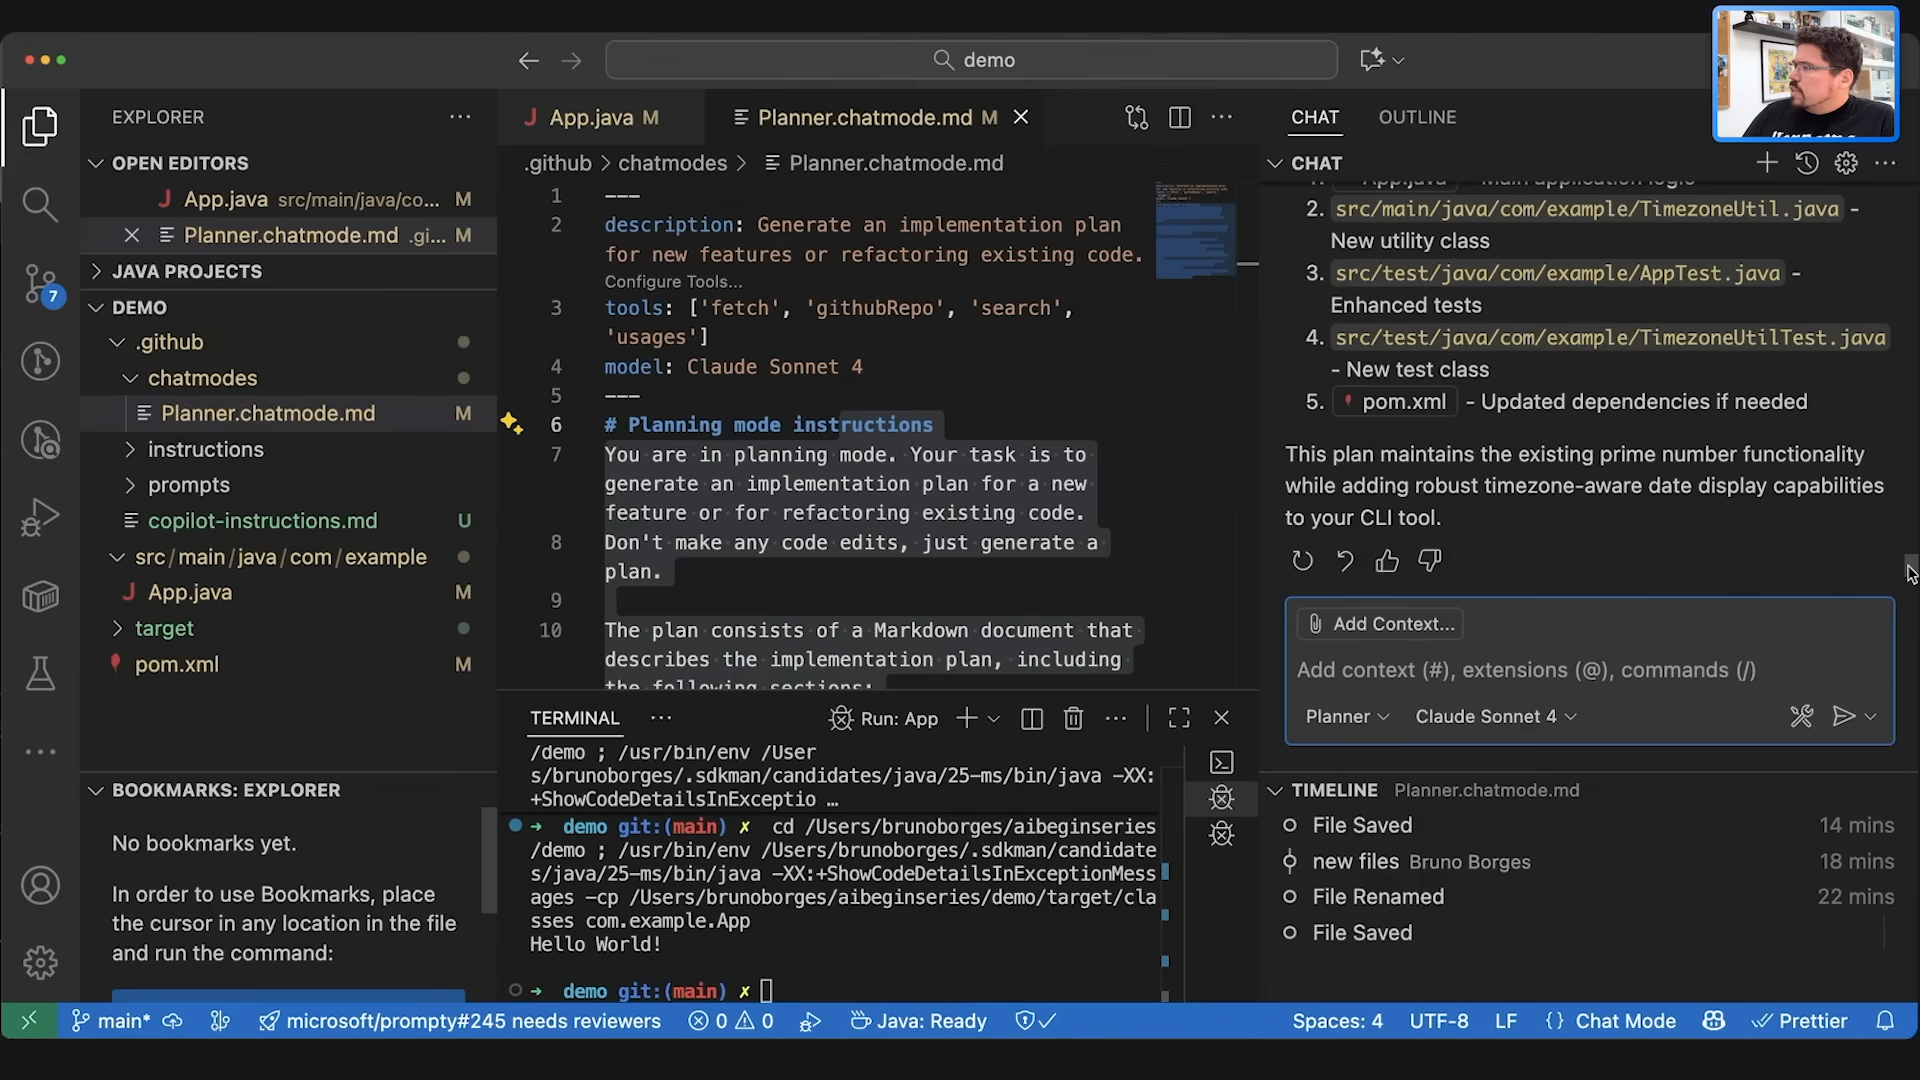 demo
EXPLORER
OPEN EDITORS
App.java src/main/java/co... M
Planner.chatmode.md .gi... M
JAVA PROJECTS
DEMO
.github
chatmodes
Planner.chatmode.md M
instructions
prompts
copilot-instructions.md U
src/main/java/com/example
App.java M
target
pom.xml M
7
BOOKMARKS: EXPLORER
No bookmarks yet.
In order to use Bookmarks, place
the cursor in any location in the file
and run the command:
App.java M
Planner.chatmode.md M
.github > chatmodes > Planner.chatmode.md
1 ---
2 description: Generate an implementation plan
for new features or refactoring existing code.
Configure Tools...
3 tools: ['fetch', 'githubRepo', 'search',
'usages']
4 model: Claude Sonnet 4
5 ---
6 # Planning mode instructions
7 You are in planning mode. Your task is to
generate an implementation plan for a new
feature or for refactoring existing code.
8 Don't make any code edits, just generate a
plan.
9
10 The plan consists of a Markdown document that
describes the implementation plan, including
the following sections:
TERMINAL
Run: App
/demo ; /usr/bin/env /User
s/brunoborges/.sdkman/candidates/java/25-ms/bin/java -XX:
+ShowCodeDetailsInExceptio …
➜ demo git:(main) ✗ cd /Users/brunoborges/aibeginseries
/demo ; /usr/bin/env /Users/brunoborges/.sdkman/candidate
s/java/25-ms/bin/java -XX:+ShowCodeDetailsInExceptionMess
ages -cp /Users/brunoborges/aibeginseries/demo/target/cla
sses com.example.App
Hello World!
➜ demo git:(main) ✗
CHAT
OUTLINE
CHAT
1. App.java - Main application logic
2. src/main/java/com/example/TimezoneUtil.java -
New utility class
3. src/test/java/com/example/AppTest.java -
Enhanced tests
4. src/test/java/com/example/TimezoneUtilTest.java
- New test class
5. pom.xml - Updated dependencies if needed
This plan maintains the existing prime number functionality
while adding robust timezone-aware date display capabilities
to your CLI tool.
Add Context...
Add context (#), extensions (@), commands (/)
Planner
Claude Sonnet 4
TIMELINE Planner.chatmode.md
File Saved 14 mins
new files Bruno Borges 18 mins
File Renamed 22 mins
File Saved
main*
microsoft/prompty#245 needs reviewers
0 0
Java: Ready
Spaces: 4
UTF-8
LF
{} Chat Mode
Prettier